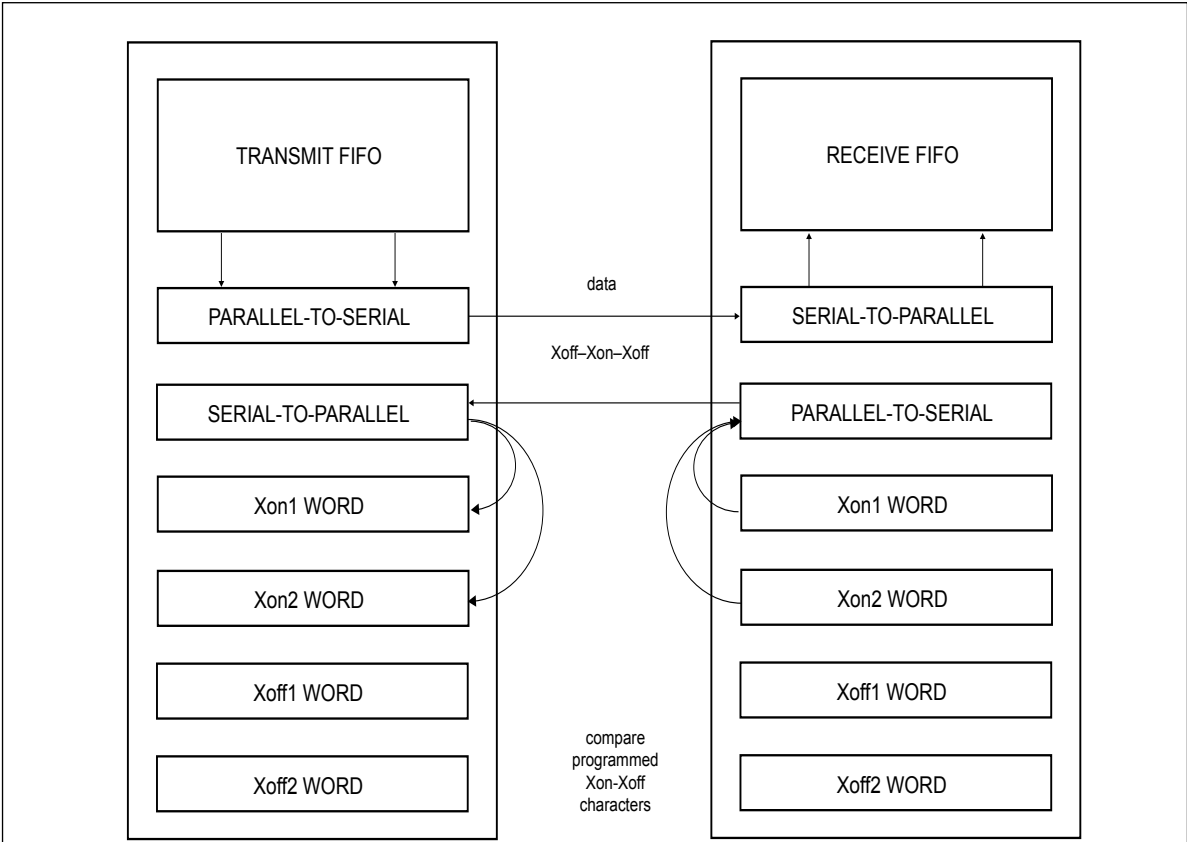 TRANSMIT FIFO
RECEIVE FIFO
data
PARALLEL-TO-SERIAL
SERIAL-TO-PARALLEL
Xoff–Xon–Xoff
SERIAL-TO-PARALLEL
PARALLEL-TO-SERIAL
Xon1 WORD
Xon1 WORD
Xon2 WORD
Xon2 WORD
Xoff1 WORD
Xoff1 WORD
compare
programmed
Xon-Xoff
characters
Xoff2 WORD
Xoff2 WORD